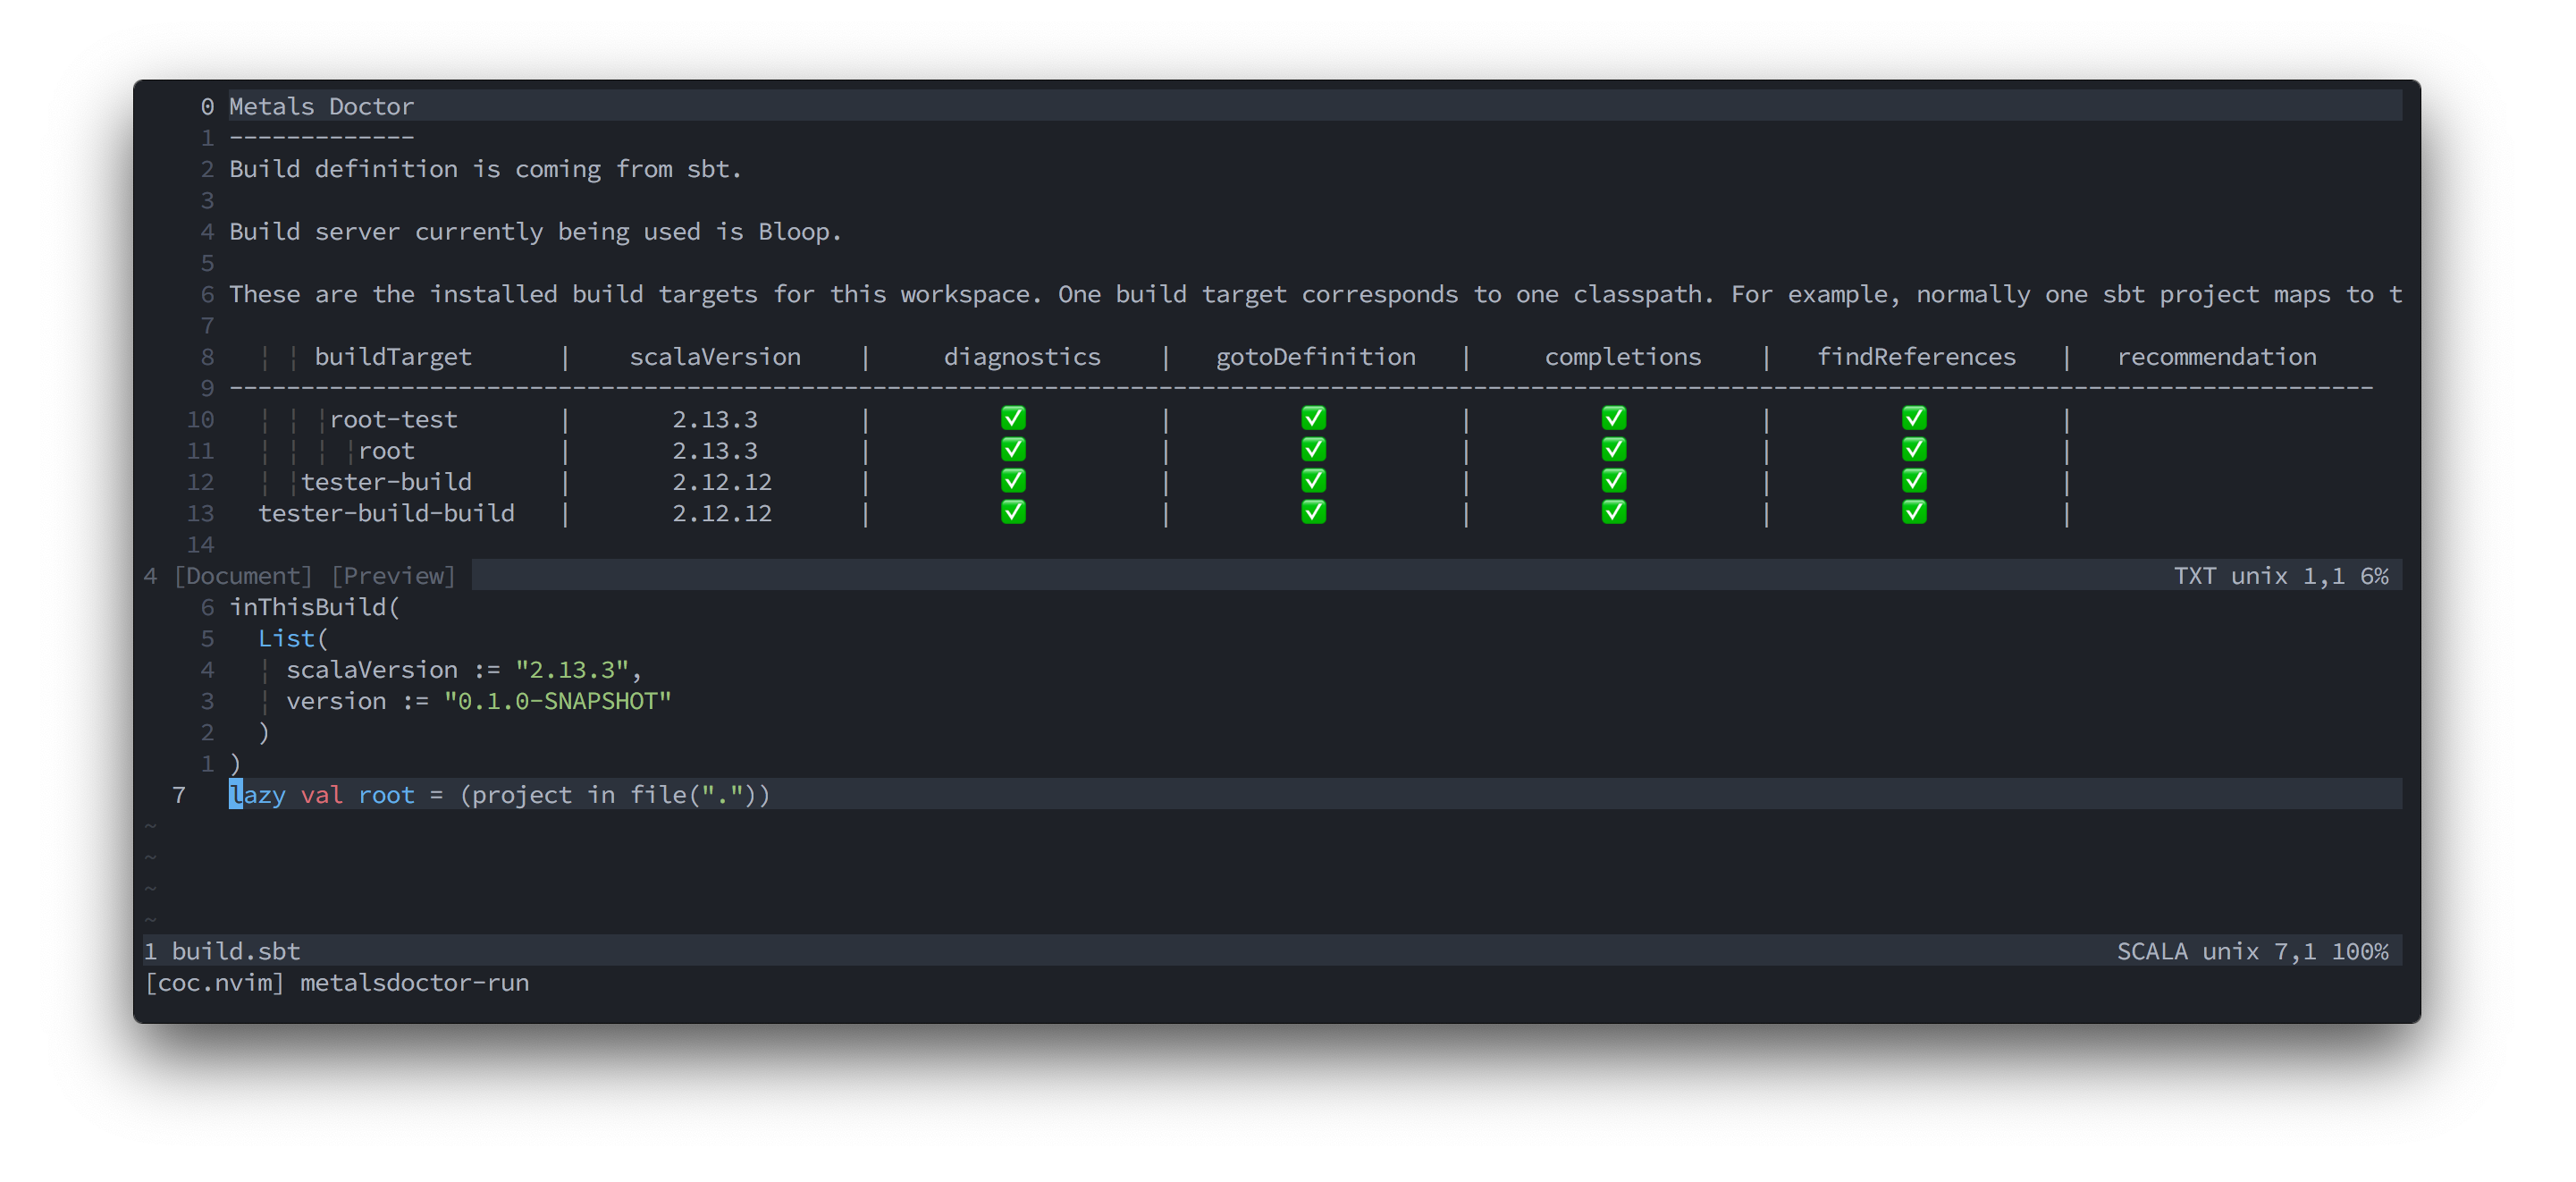 0 Metals Doctor
1 -------------
2 Build definition is coming from sbt.
3
4 Build server currently being used is Bloop.
5
6 These are the installed build targets for this workspace. One build target corresponds to one classpath. For example, normally one sbt project maps to t
7
8 ¦ ¦ buildTarget | scalaVersion | diagnostics | gotoDefinition | completions | findReferences | recommendation
9 ------------------------------------------------------------------------------------------------------------------------------------------------------
10 ¦ ¦ ¦root-test | 2.13.3 | ✅ | ✅ | ✅ | ✅ |
11 ¦ ¦ ¦ ¦root | 2.13.3 | ✅ | ✅ | ✅ | ✅ |
12 ¦ ¦tester-build | 2.12.12 | ✅ | ✅ | ✅ | ✅ |
13 tester-build-build | 2.12.12 | ✅ | ✅ | ✅ | ✅ |
14
4 [Document] [Preview] TXT unix 1,1 6%
6 inThisBuild(
5   List(
4   ¦ scalaVersion := "2.13.3",
3   ¦ version := "0.1.0-SNAPSHOT"
2   )
1 )
7 lazy val root = (project in file("."))
~
~
~
~
1 build.sbt SCALA unix 7,1 100%
[coc.nvim] metalsdoctor-run